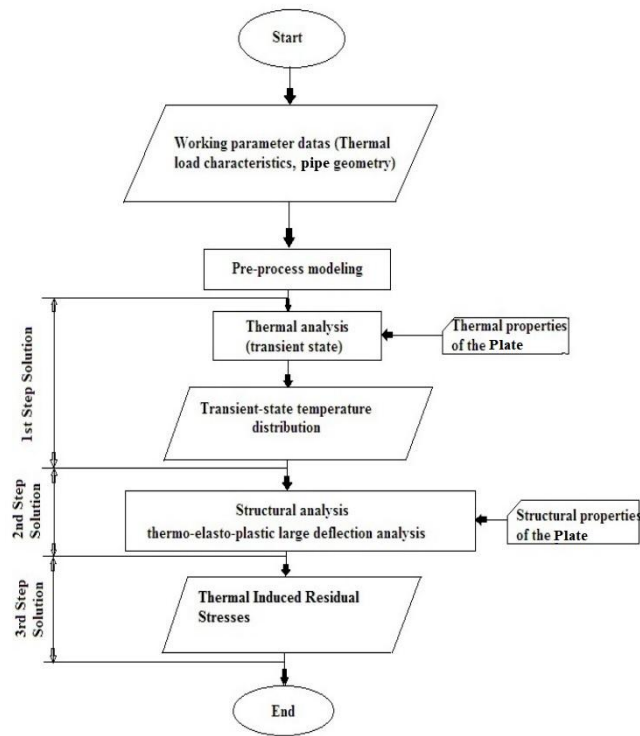 Start
Working parameter datas (Thermal
load characteristics, pipe geometry)
Pre-process modeling
1st Step Solution
Thermal analysis
(transient state)
Thermal properties
of the Plate
Transient-state temperature
distribution
2nd Step
Solution
Structural analysis
thermo-elasto-plastic large deflection analysis
Structural properties
of the Plate
3rd Step
Solution
Thermal Induced Residual
Stresses
End